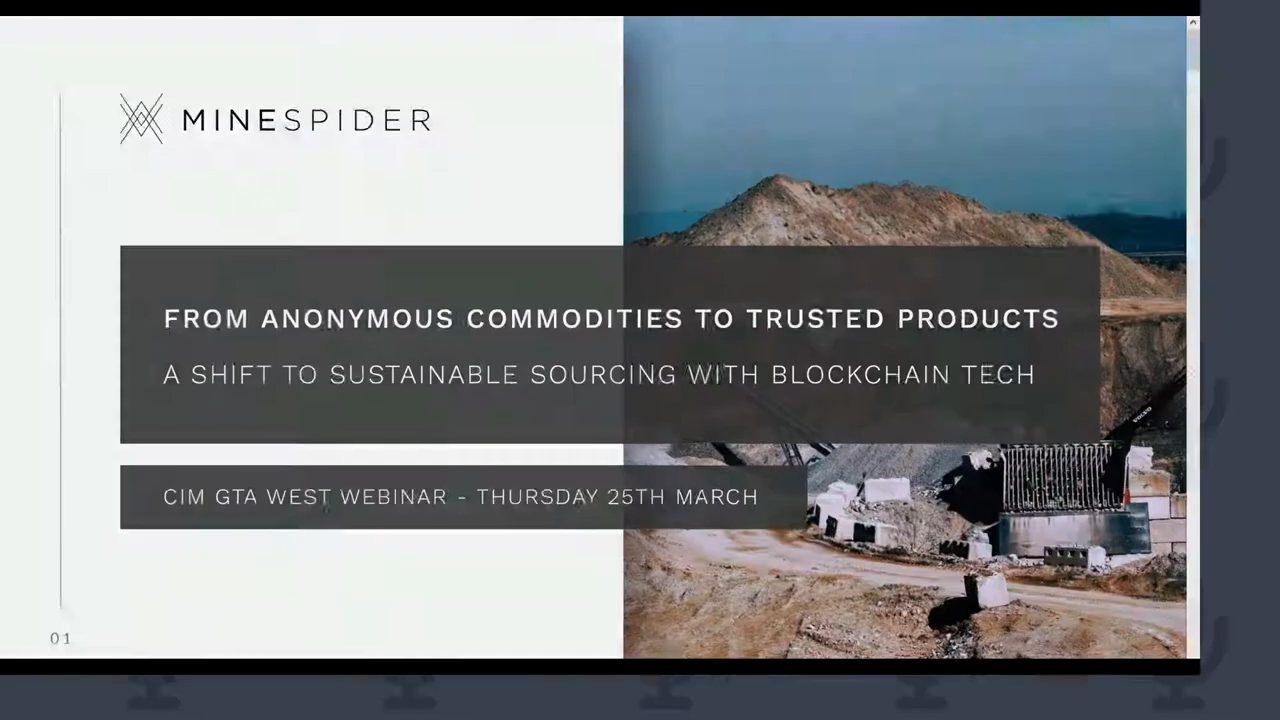 MINESPIDER
FROM ANONYMOUS COMMODITIES TO TRUSTED PRODUCTS
A SHIFT TO SUSTAINABLE SOURCING WITH BLOCKCHAIN TECH
CIM GTA WEST WEBINAR - THURSDAY 25TH MARCH
VOLVO
01